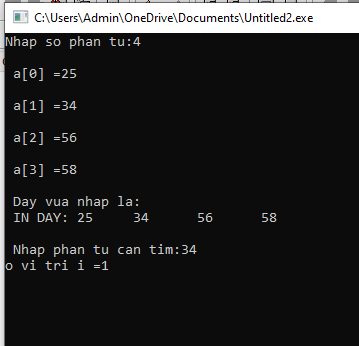 C:\Users\Admin\OneDrive\Documents\Untitled2.exe
Nhap so phan tu:4
a[0] =25
a[1] =34
a[2] =56
a[3] =58
Day vua nhap la:
IN DAY: 25 34 56 58
Nhap phan tu can tim:34
o vi tri i =1